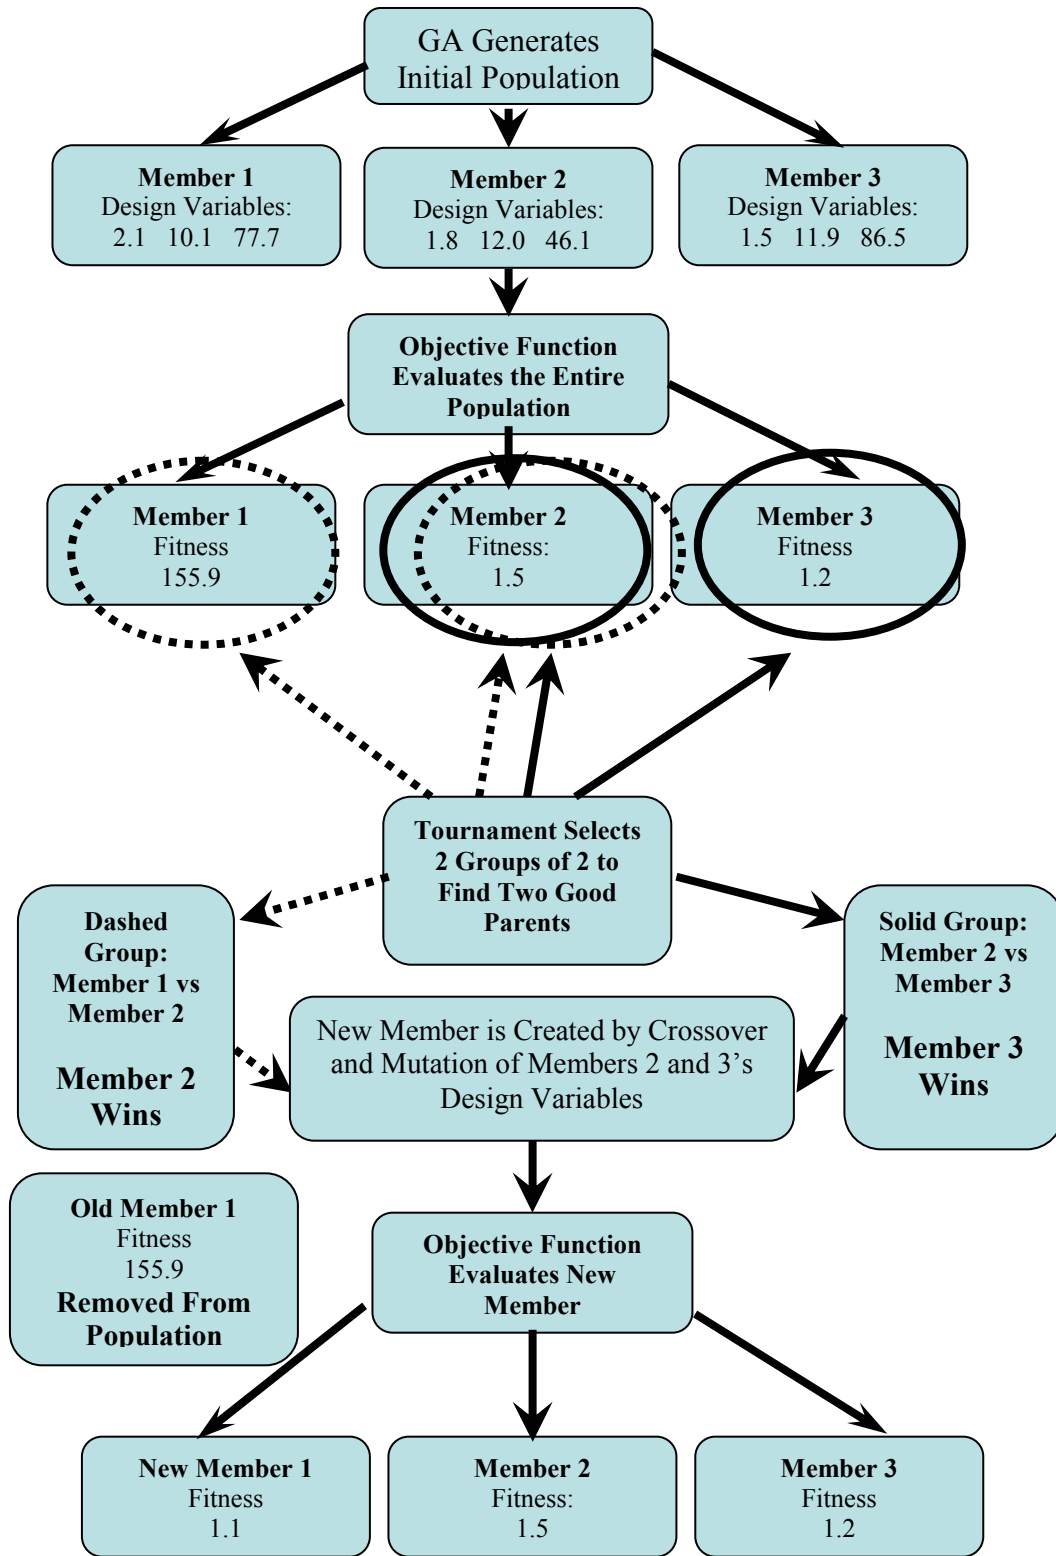 GA Generates
Initial Population
Member 1
Design Variables:
2.1 10.1 77.7
Member 2
Design Variables:
1.8 12.0 46.1
Member 3
Design Variables:
1.5 11.9 86.5
Objective Function
Evaluates the Entire
Population
Member 1
Fitness
155.9
Member 2
Fitness:
1.5
Member 3
Fitness
1.2
Tournament Selects
2 Groups of 2 to
Find Two Good
Parents
Dashed
Group:
Member 1 vs
Member 2
Member 2
Wins
Solid Group:
Member 2 vs
Member 3
Member 3
Wins
New Member is Created by Crossover
and Mutation of Members 2 and 3’s
Design Variables
Old Member 1
Fitness
155.9
Removed From
Population
Objective Function
Evaluates New
Member
New Member 1
Fitness
1.1
Member 2
Fitness:
1.5
Member 3
Fitness
1.2